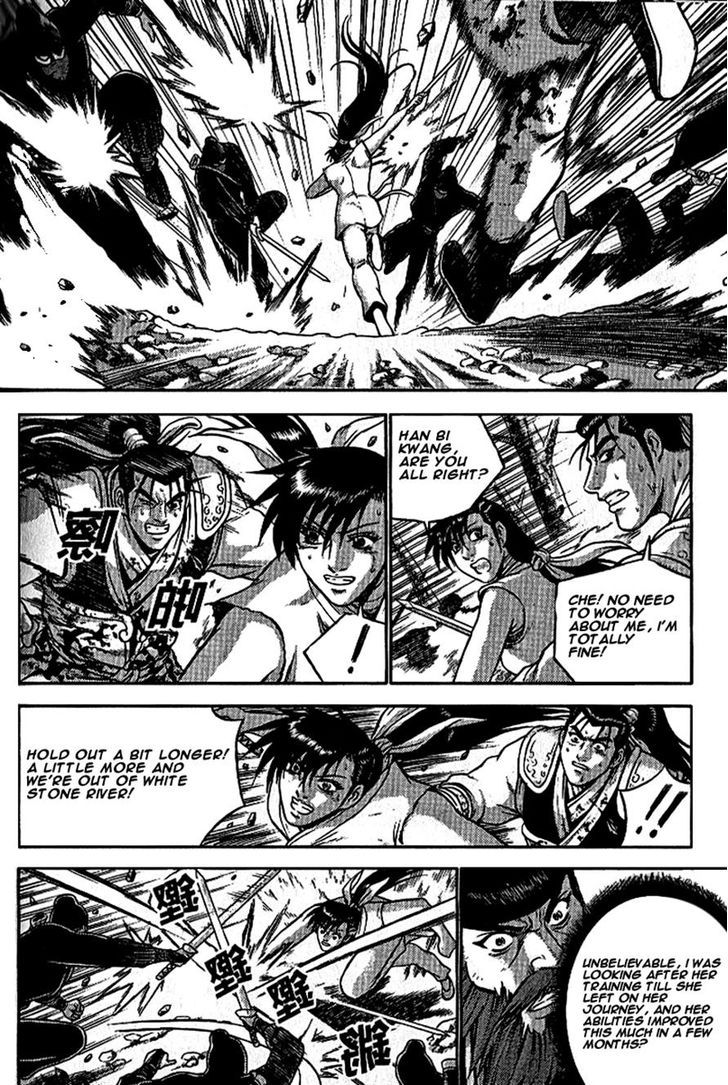 HAN BI
KWANG,
ARE YOU
ALL RIGHT?
CHE! NO NEED
TO WORRY
ABOUT ME, I'M
TOTALLY
FINE!
!
HOLD OUT A BIT LONGER!
A LITTLE MORE AND
WE'RE OUT OF WHITE
STONE RIVER!
!!
UNBELIEVABLE, I WAS
LOOKING AFTER HER
TRAINING TILL SHE
LEFT ON HER
JOURNEY, AND HER
ABILITIES IMPROVED
THIS MUCH IN A FEW
MONTHS?